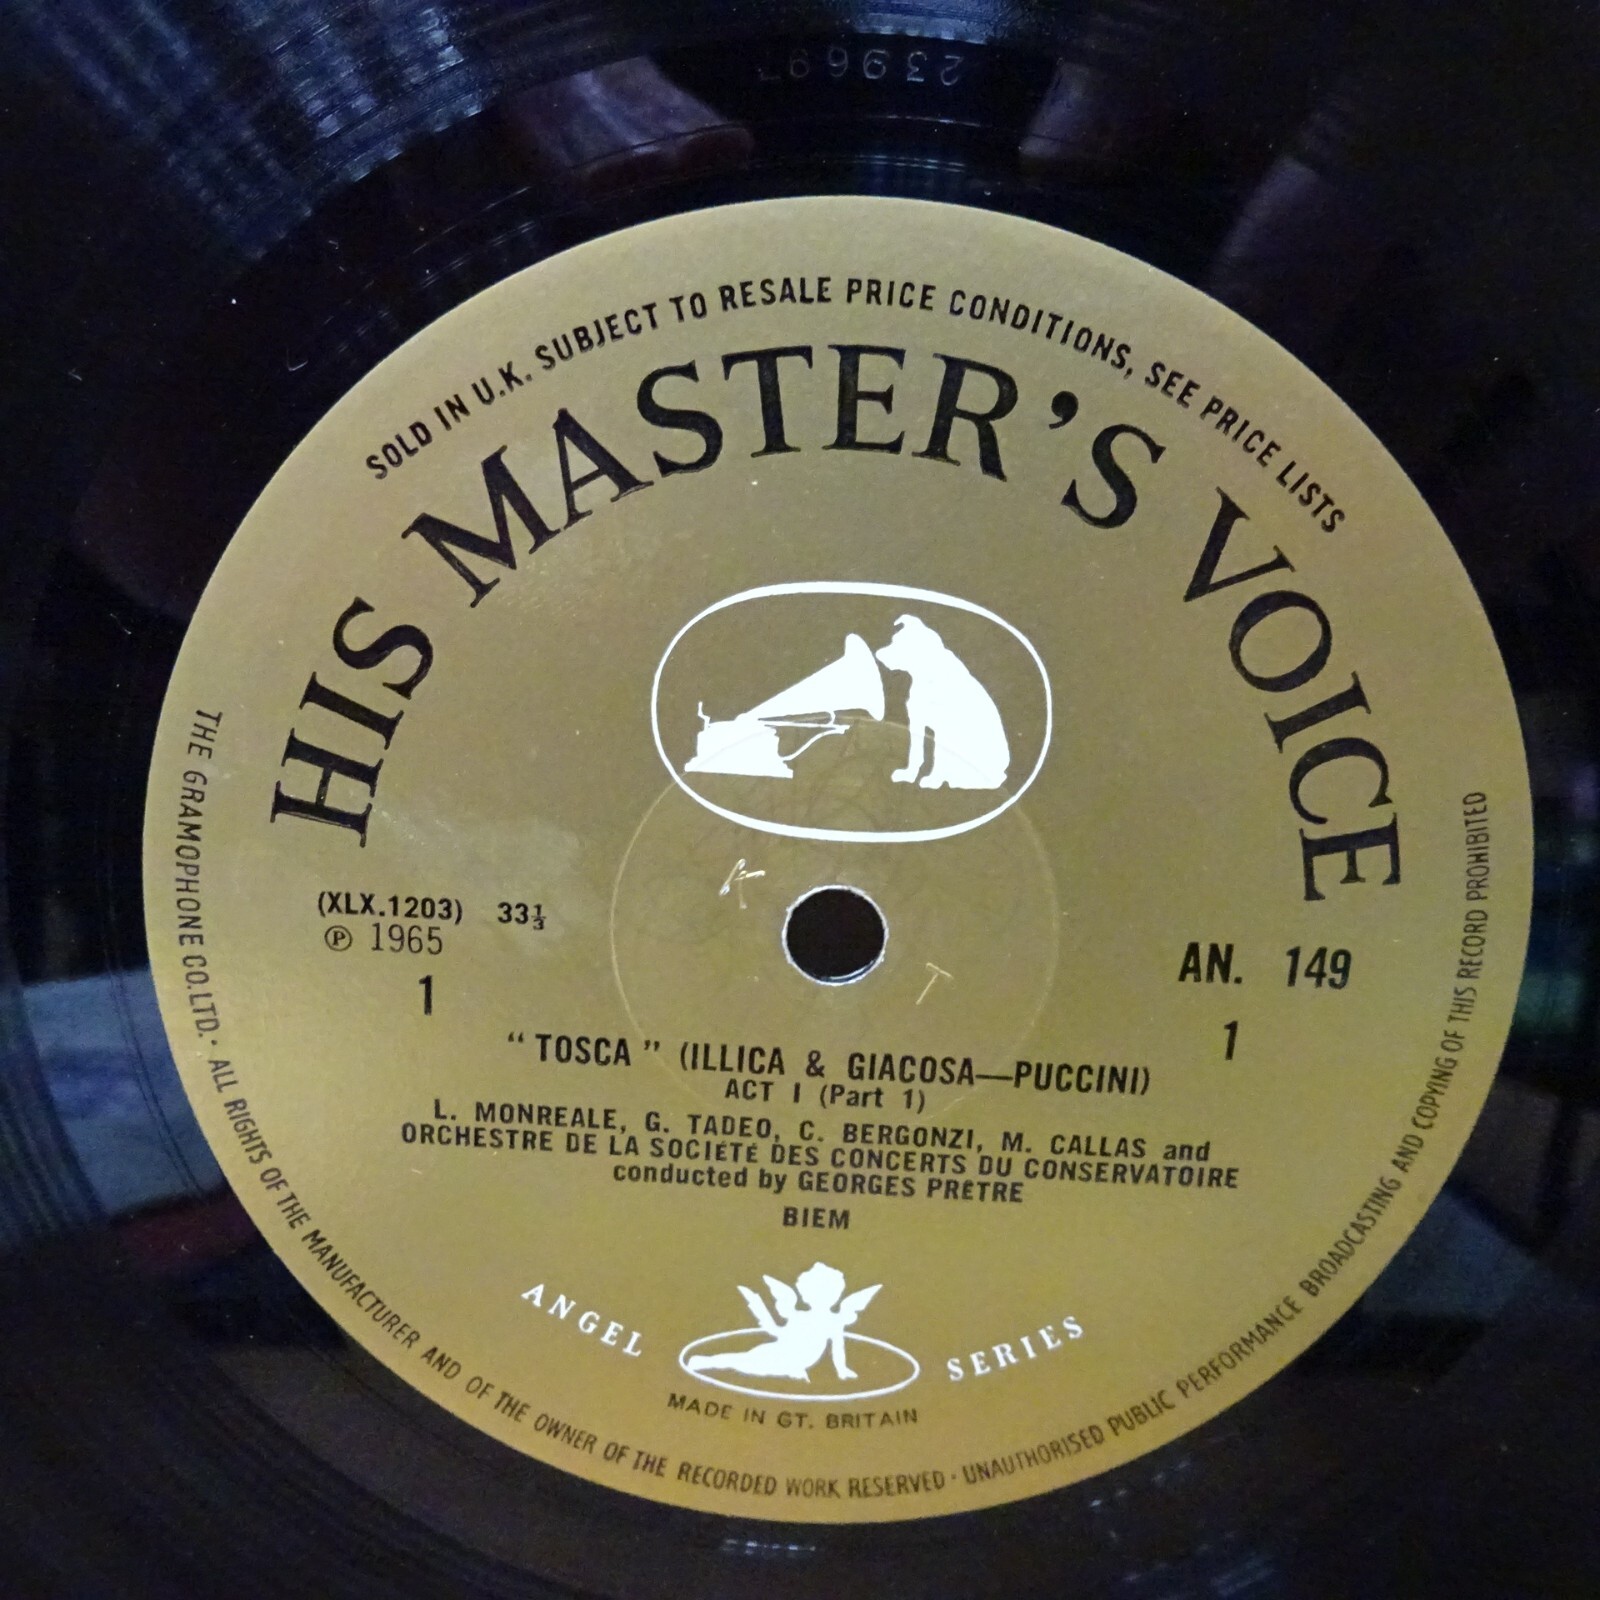 239697
SOLD IN U.K. SUBJECT TO RESALE PRICE CONDITIONS, SEE PRICE LISTS
HIS MASTER'S VOICE
(XLX.1203) 33⅓
℗ 1965
1
AN. 149
1
K
T
“TOSCA” (ILLICA & GIACOSA—PUCCINI)
ACT I (Part 1)
L. MONREALE, G. TADEO, C. BERGONZI, M. CALLAS and
ORCHESTRE DE LA SOCIÉTÉ DES CONCERTS DU CONSERVATOIRE
conducted by GEORGES PRÊTRE
BIEM
ANGEL SERIES
MADE IN GT. BRITAIN
THE GRAMOPHONE CO.LTD. · ALL RIGHTS OF THE MANUFACTURER AND OF THE OWNER OF THE RECORDED WORK RESERVED · UNAUTHORISED PUBLIC PERFORMANCE BROADCASTING AND COPYING OF THIS RECORD PROHIBITED